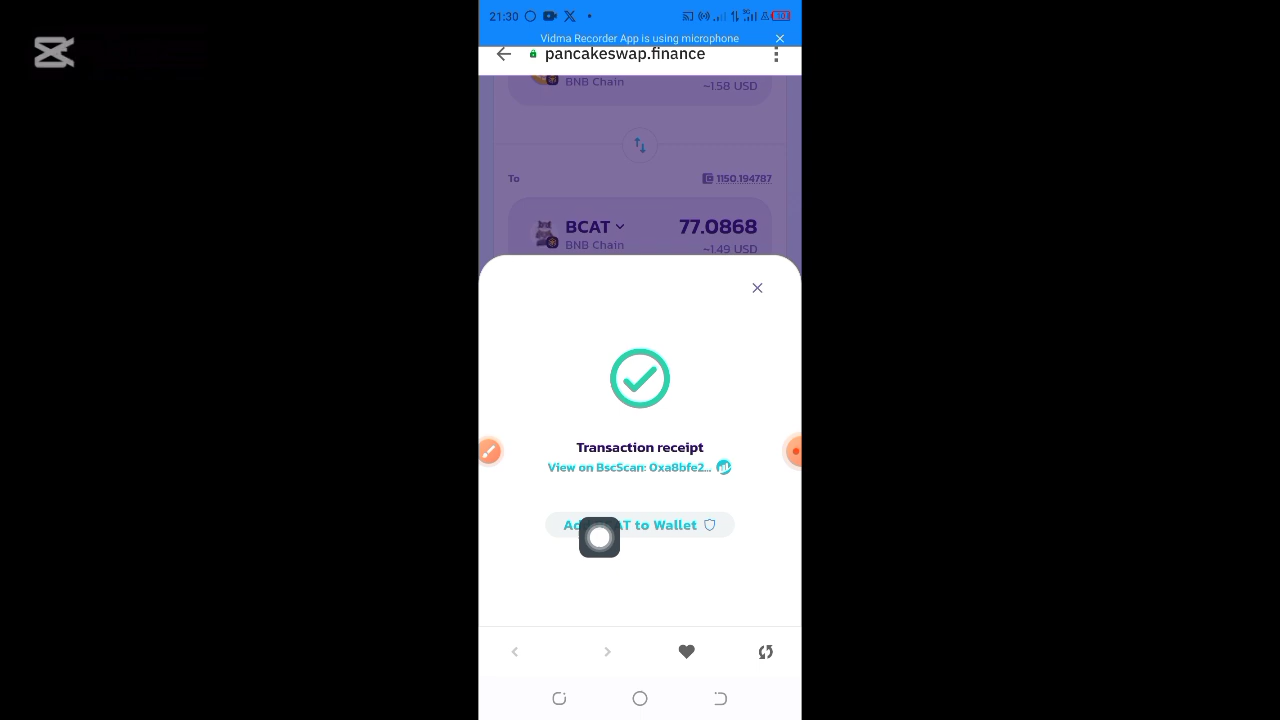 21:30
Vidma Recorder App is using microphone
pancakeswap.finance
BNB Chain
~1.58 USD
To
1150.194787
BCAT
77.0868
BNB Chain
~1.49 USD
Transaction receipt
View on BscScan: 0xa8bfe2...
to Wallet